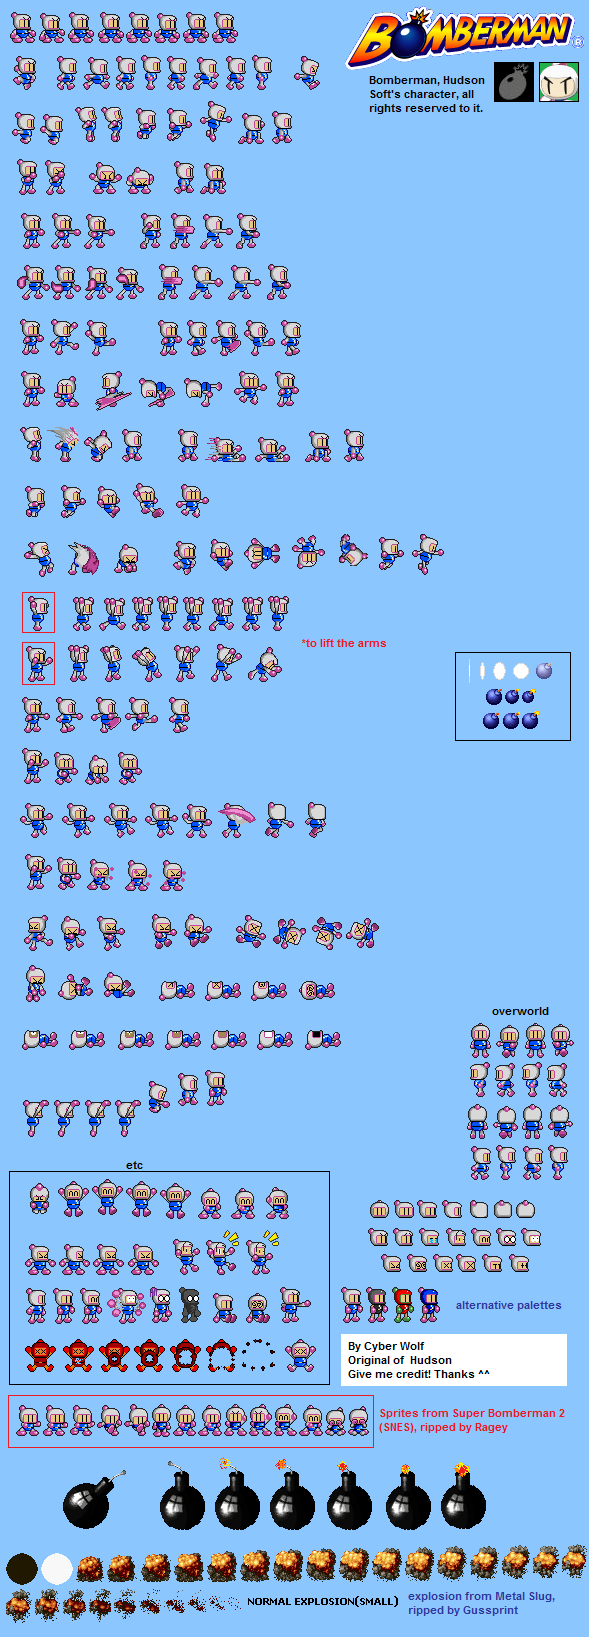 BOMBERMAN
®
Bomberman, Hudson
Soft's character, all
rights reserved to it.
*to lift the arms
overworld
etc
alternative palettes
By Cyber Wolf
Original of Hudson
Give me credit! Thanks ^^
Sprites from Super Bomberman 2
(SNES), ripped by Ragey
NORMAL EXPLOSION(SMALL)
explosion from Metal Slug,
ripped by Gussprint